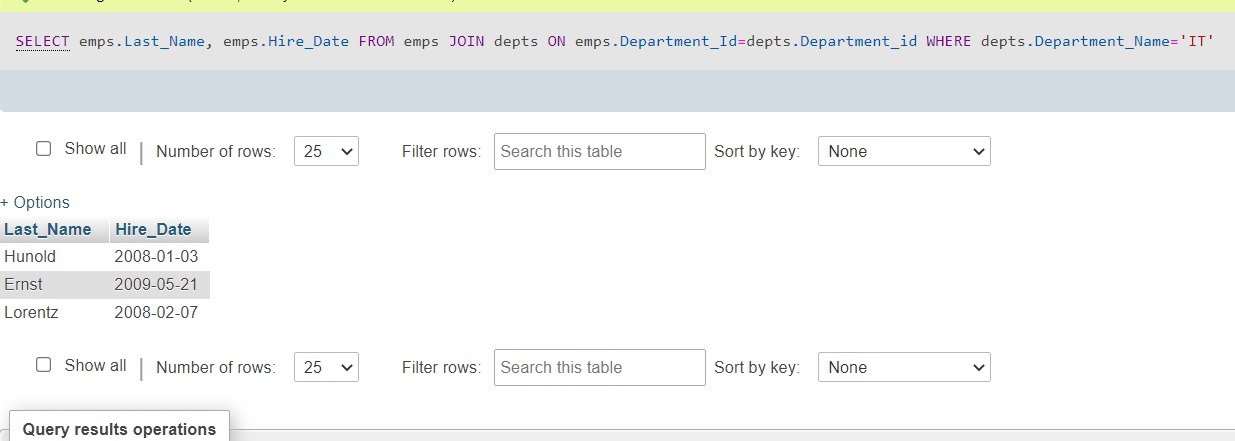 SELECT emps.Last_Name, emps.Hire_Date FROM emps JOIN depts ON emps.Department_Id=depts.Department_id WHERE depts.Department_Name='IT'
Show all | Number of rows: 25 Filter rows: Search this table Sort by key: None
+ Options
Last_Name Hire_Date
Hunold 2008-01-03
Ernst 2009-05-21
Lorentz 2008-02-07
Show all | Number of rows: 25 Filter rows: Search this table Sort by key: None
Query results operations